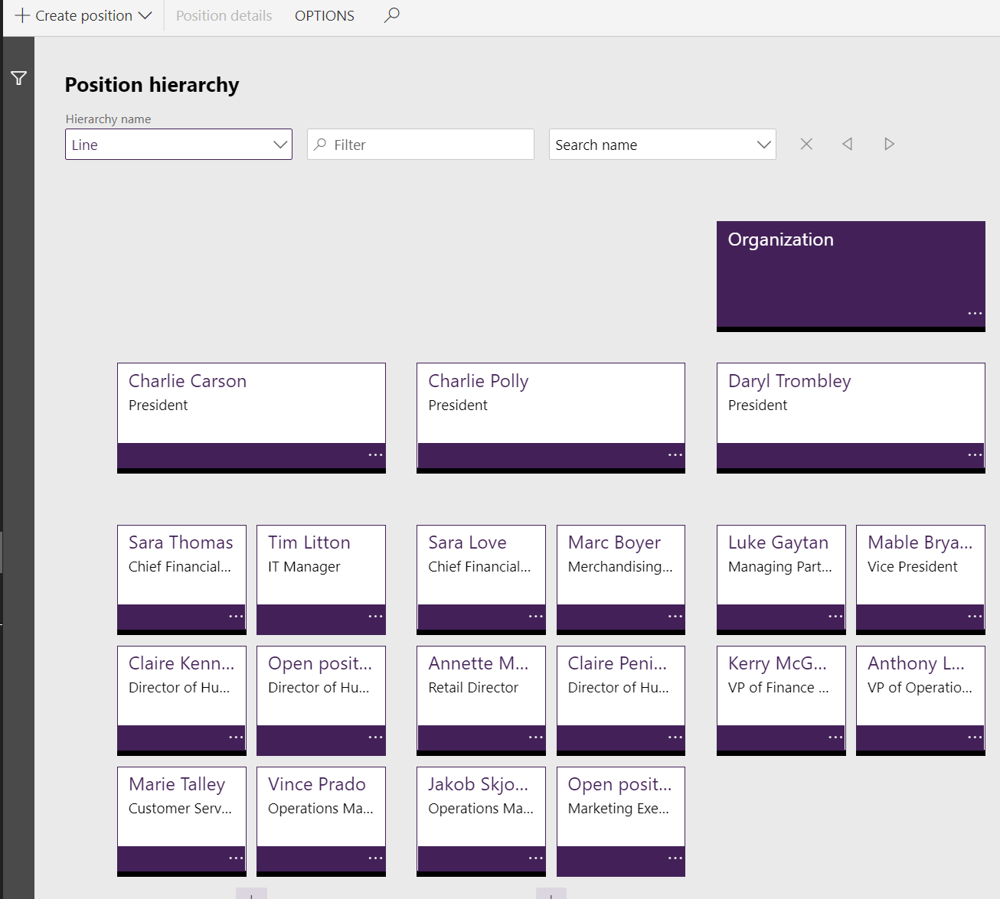 Create position
Position details
OPTIONS
Position hierarchy
Hierarchy name
Line
Filter
Search name
Organization
...
Charlie Carson
President
...
Charlie Polly
President
...
Daryl Trombley
President
...
Sara Thomas
Chief Financial...
...
Tim Litton
IT Manager
...
Sara Love
Chief Financial...
...
Marc Boyer
Merchandising...
...
Luke Gaytan
Managing Part...
...
Mable Brya...
Vice President
...
Claire Kenn...
Director of Hu...
...
Open posit...
Director of Hu...
...
Annette M...
Retail Director
...
Claire Peni...
Director of Hu...
...
Kerry McG...
VP of Finance ...
...
Anthony L...
VP of Operatio...
...
Marie Talley
Customer Serv...
...
Vince Prado
Operations Ma...
...
Jakob Skjo...
Operations Ma...
...
Open posit...
Marketing Exe...
...